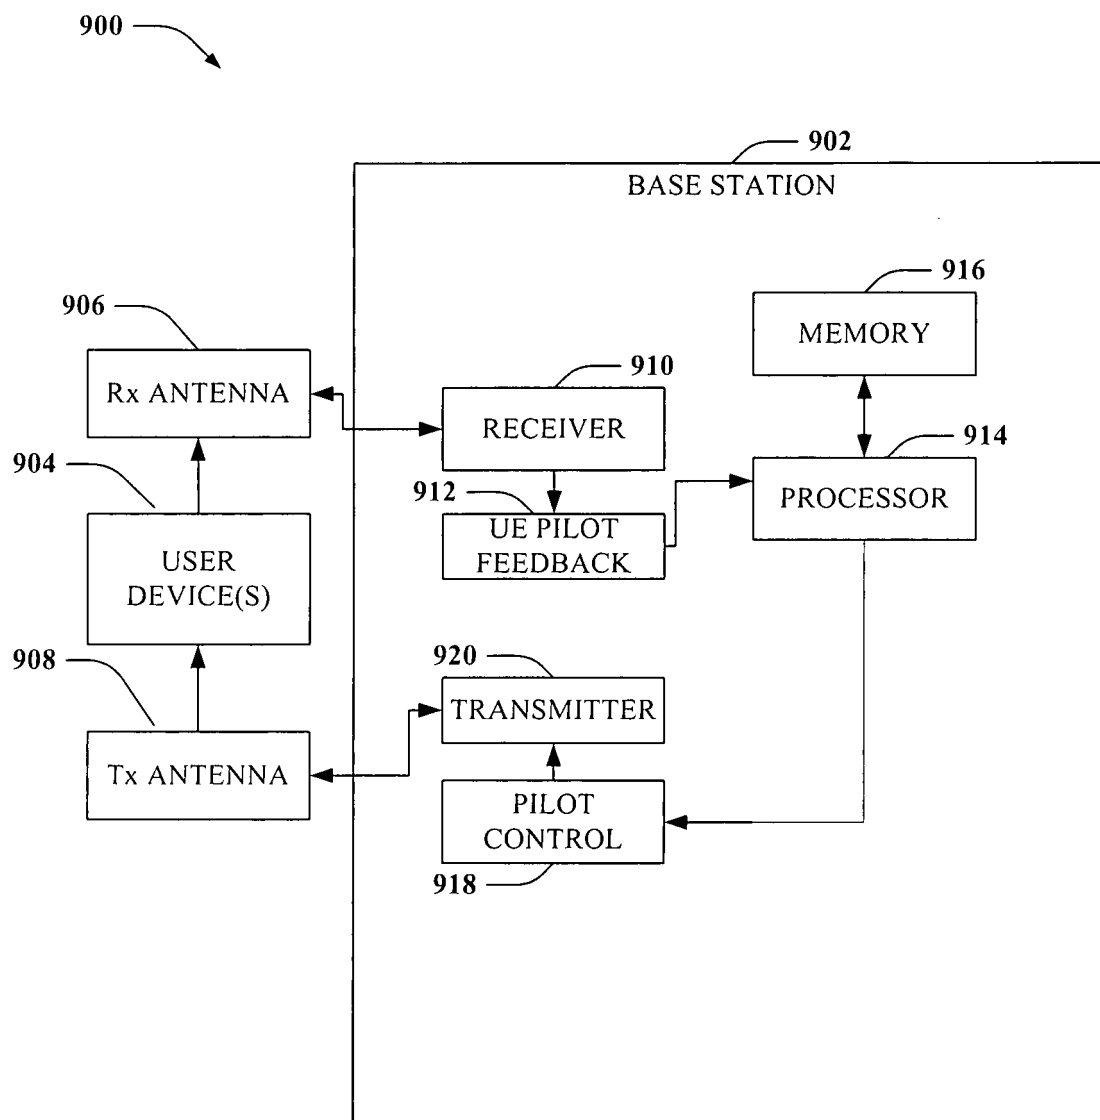 900
902
BASE STATION
916
MEMORY
906
Rx ANTENNA
910
RECEIVER
914
PROCESSOR
904
912
UE PILOT
FEEDBACK
USER
DEVICE(S)
908
920
TRANSMITTER
Tx ANTENNA
PILOT
CONTROL
918